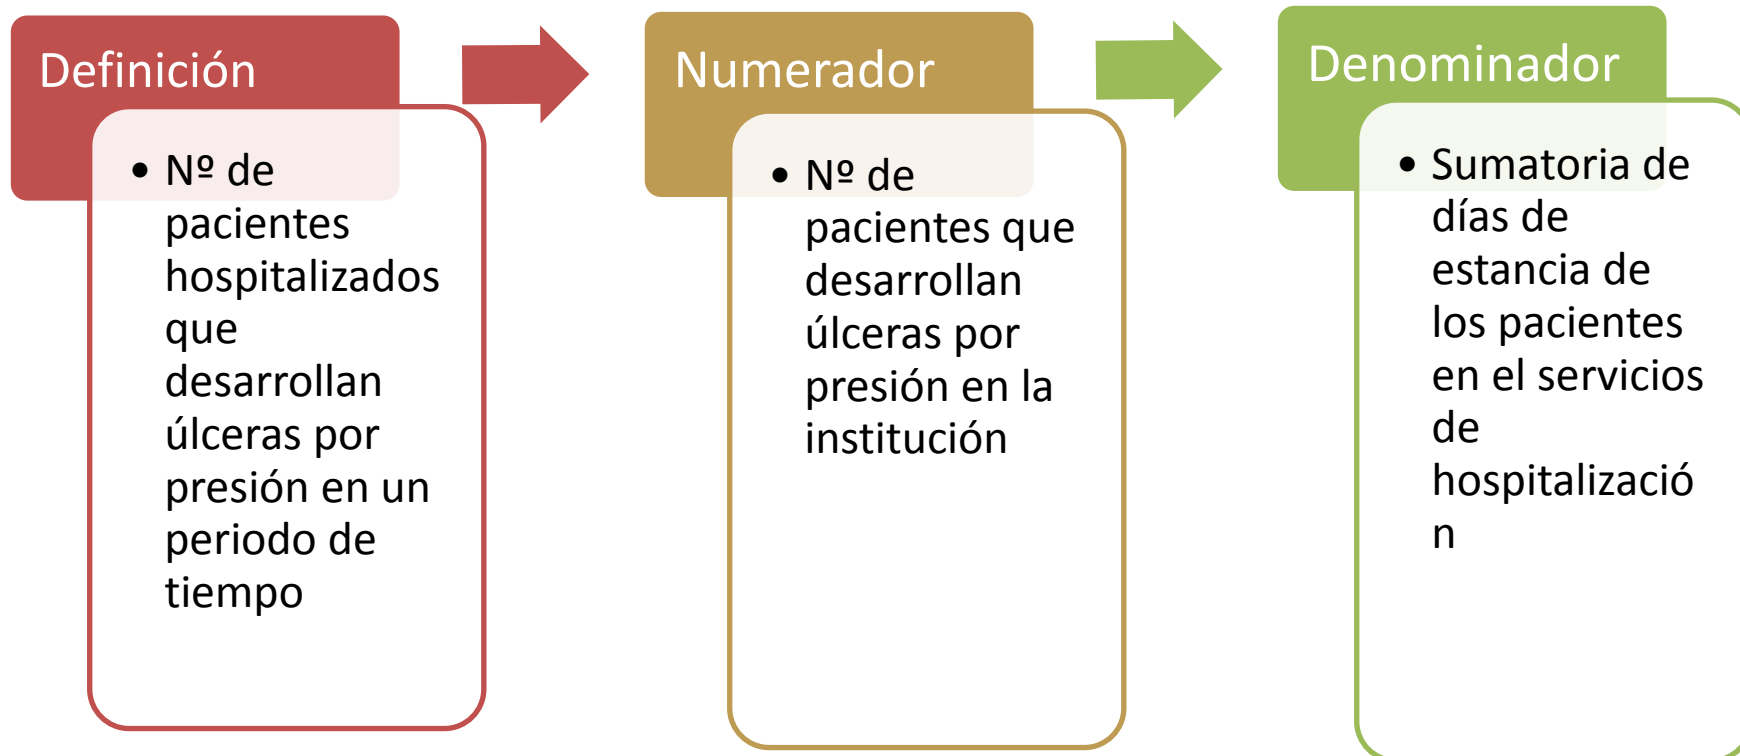 Definición
• Nº de
pacientes
hospitalizados
que
desarrollan
úlceras por
presión en un
periodo de
tiempo
Numerador
• Nº de
pacientes que
desarrollan
úlceras por
presión en la
institución
Denominador
• Sumatoria de
días de
estancia de
los pacientes
en el servicios
de
hospitalizació
n